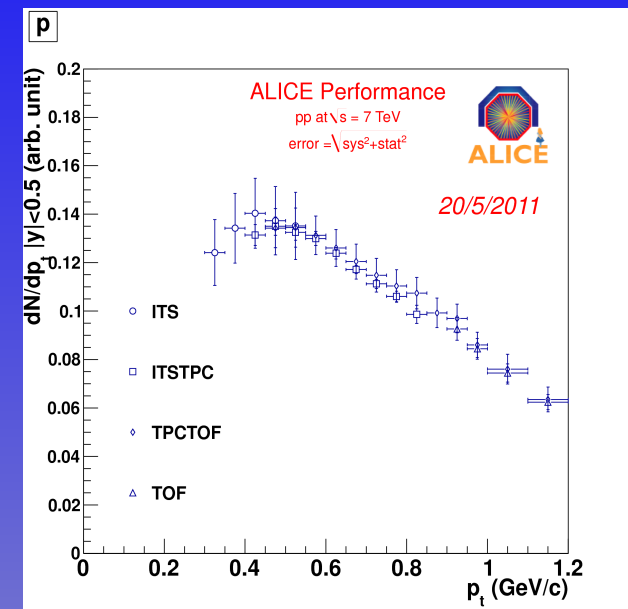 p
dN/dp_t |y|<0.5 (arb. unit)
0.2
0.18
0.16
0.14
0.12
0.1
0.08
0.06
0.04
0.02
0
ALICE Performance
pp at √s = 7 TeV
error = √sys²+stat²
ALICE
20/5/2011
ITS
ITSTPC
TPCTOF
TOF
0 0.2 0.4 0.6 0.8 1 1.2
p_t (GeV/c)